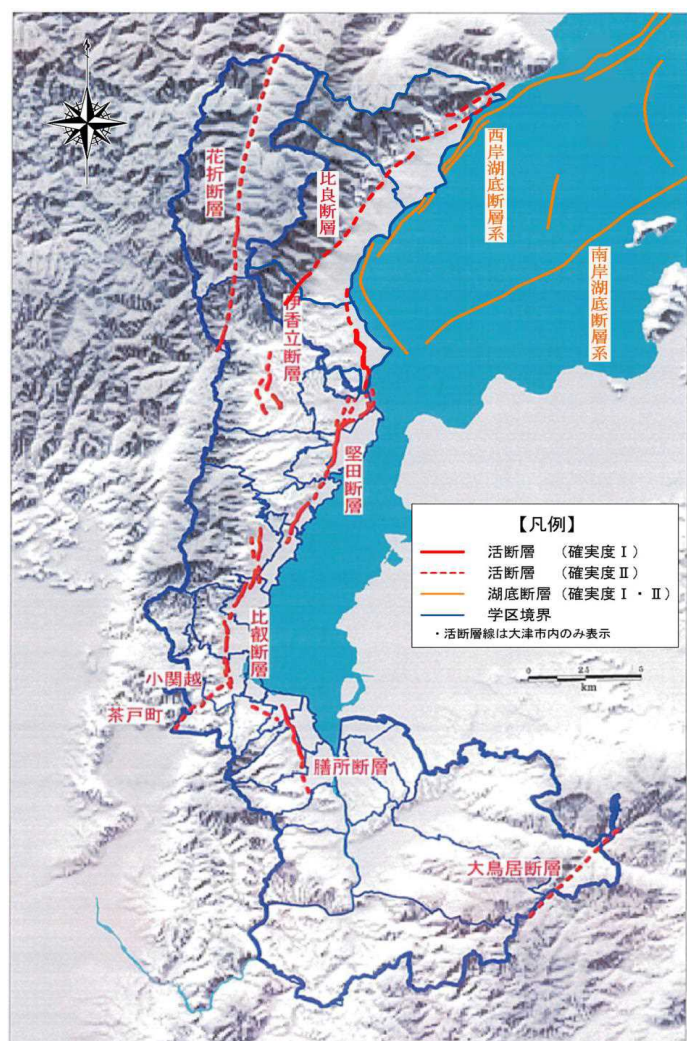 花折断層
比良断層
西岸湖底断層系
南岸湖底断層系
伊香立断層
堅田断層
【凡例】
活断層 (確実度Ⅰ)
活断層 (確実度Ⅱ)
湖底断層(確実度Ⅰ・Ⅱ)
学区境界
・活断層線は大津市内のみ表示
比叡断層
小関越
茶戸町
0 2.5 5
km
膳所断層
大鳥居断層